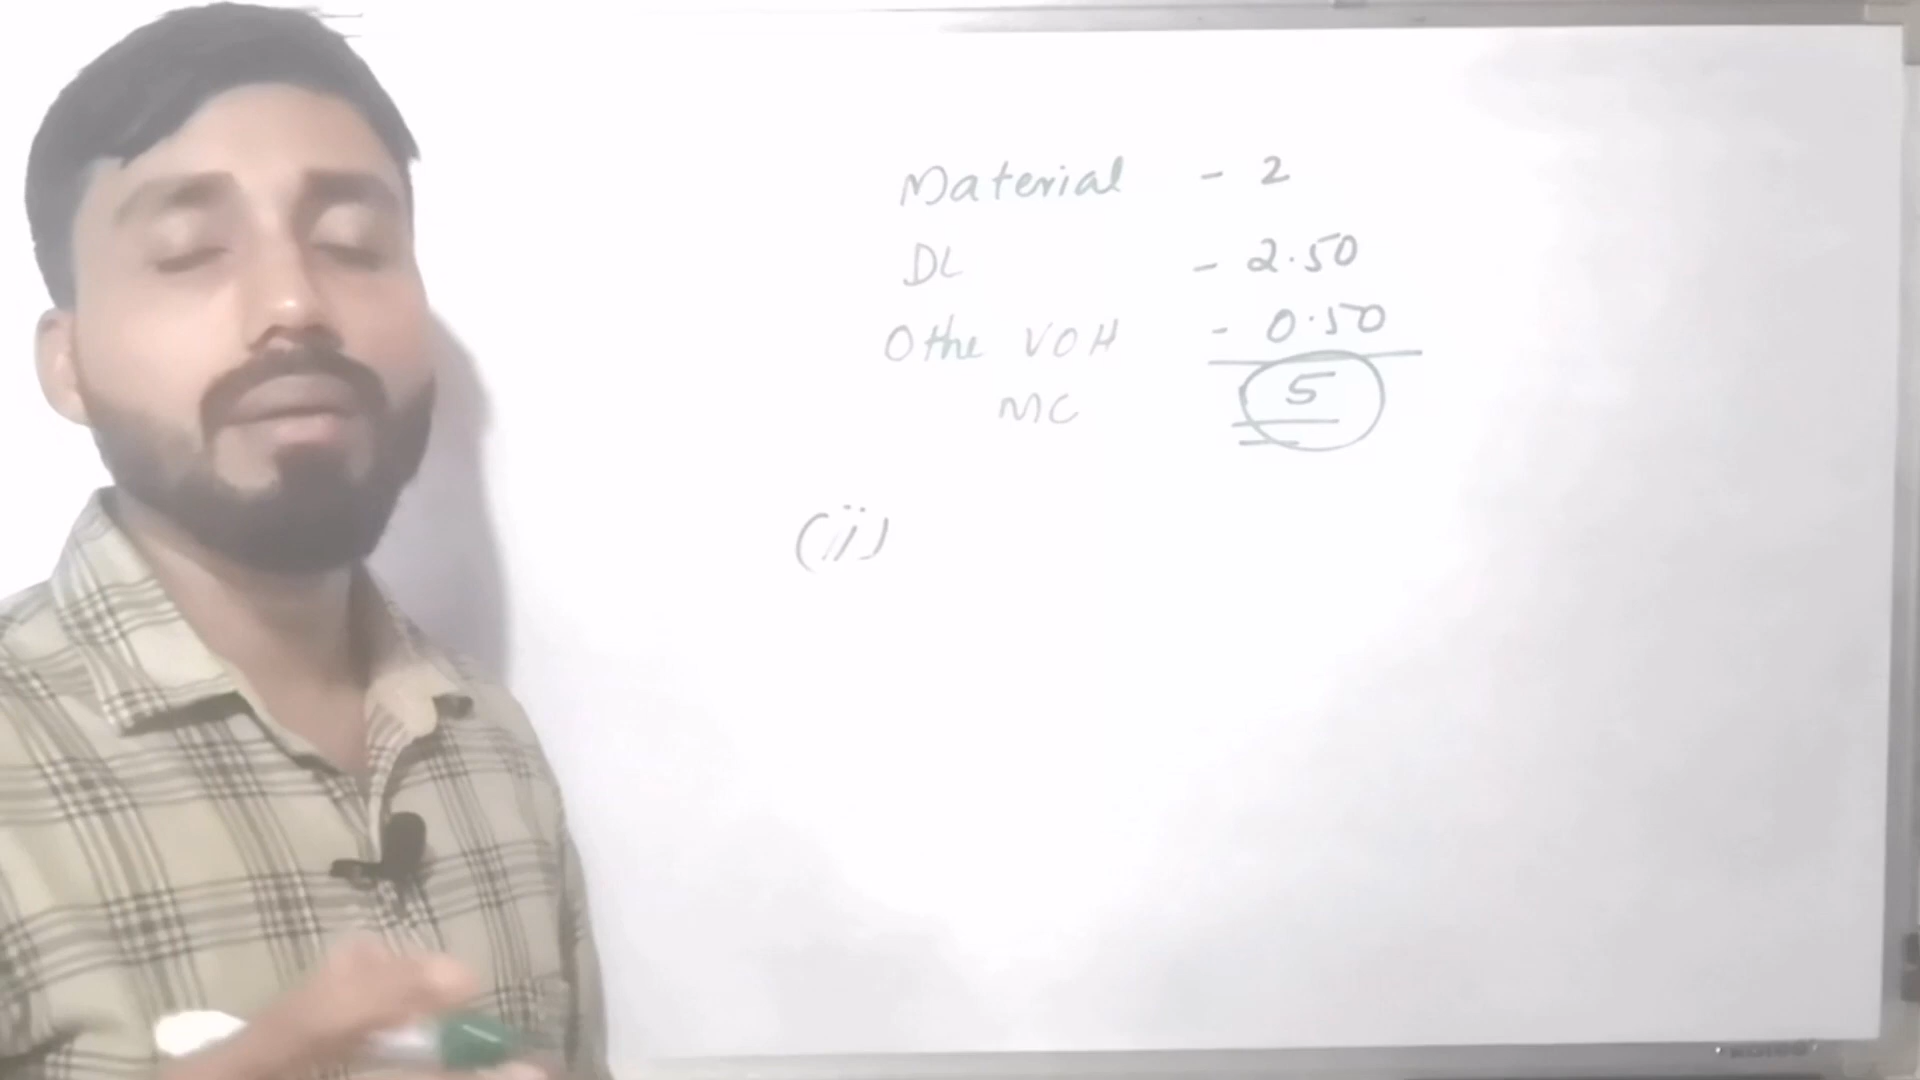 Material - 2
DL - 2.50
Othe VOH - 0.50
MC 5
(ii)